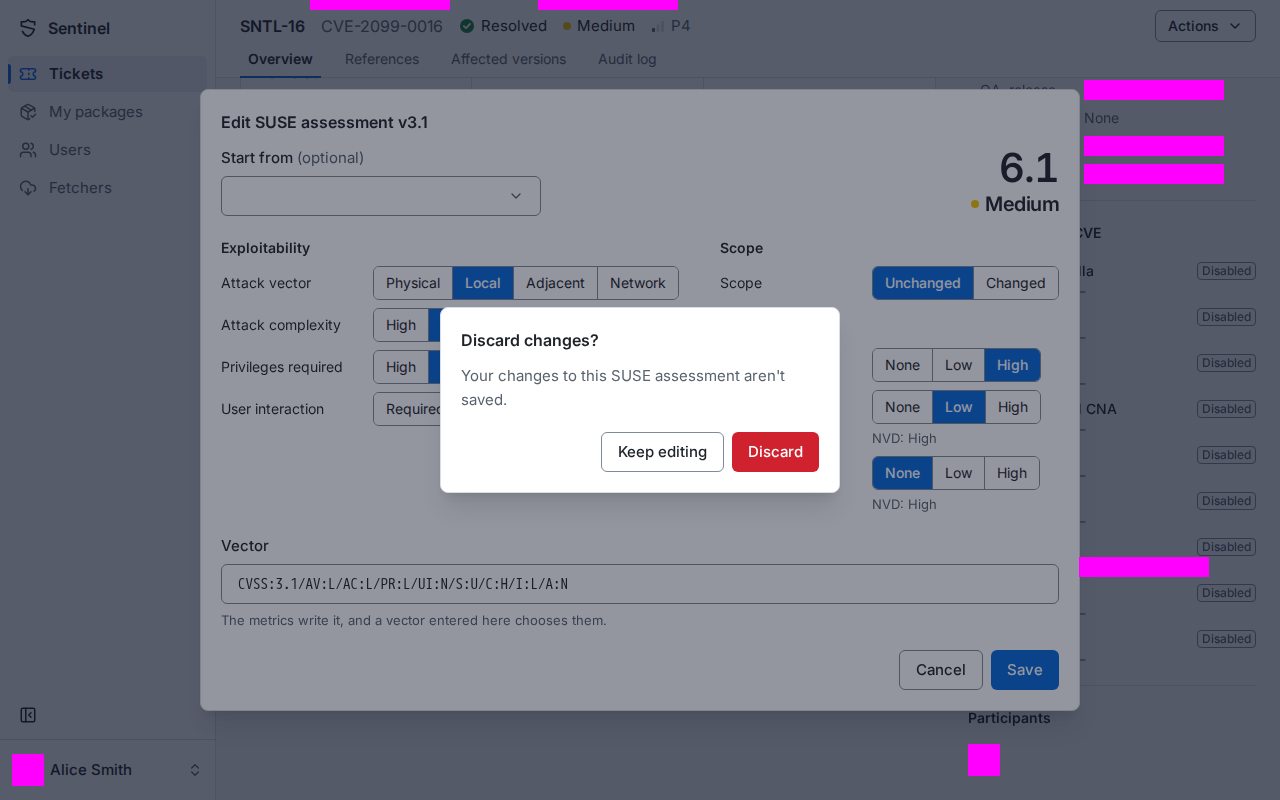 Sentinel
Tickets
My packages
Users
Fetchers
Alice Smith
SNTL-16 CVE-2099-0016 Resolved Medium P4
Actions
Overview References Affected versions Audit log
None
Edit SUSE assessment v3.1
Start from (optional)
6.1
Medium
Exploitability
Attack vector Physical Local Adjacent Network
Attack complexity High
Privileges required High
User interaction
Scope
Scope Unchanged Changed
None Low High
None Low High
NVD: High
None Low High
NVD: High
Discard changes?
Your changes to this SUSE assessment aren't
saved.
Keep editing Discard
Vector
CVSS:3.1/AV:L/AC:L/PR:L/UI:N/S:U/C:H/I:L/A:N
The metrics write it, and a vector entered here chooses them.
Cancel Save
Disabled
Disabled
Disabled
CNA
Disabled
Disabled
Disabled
Disabled
Disabled
Participants